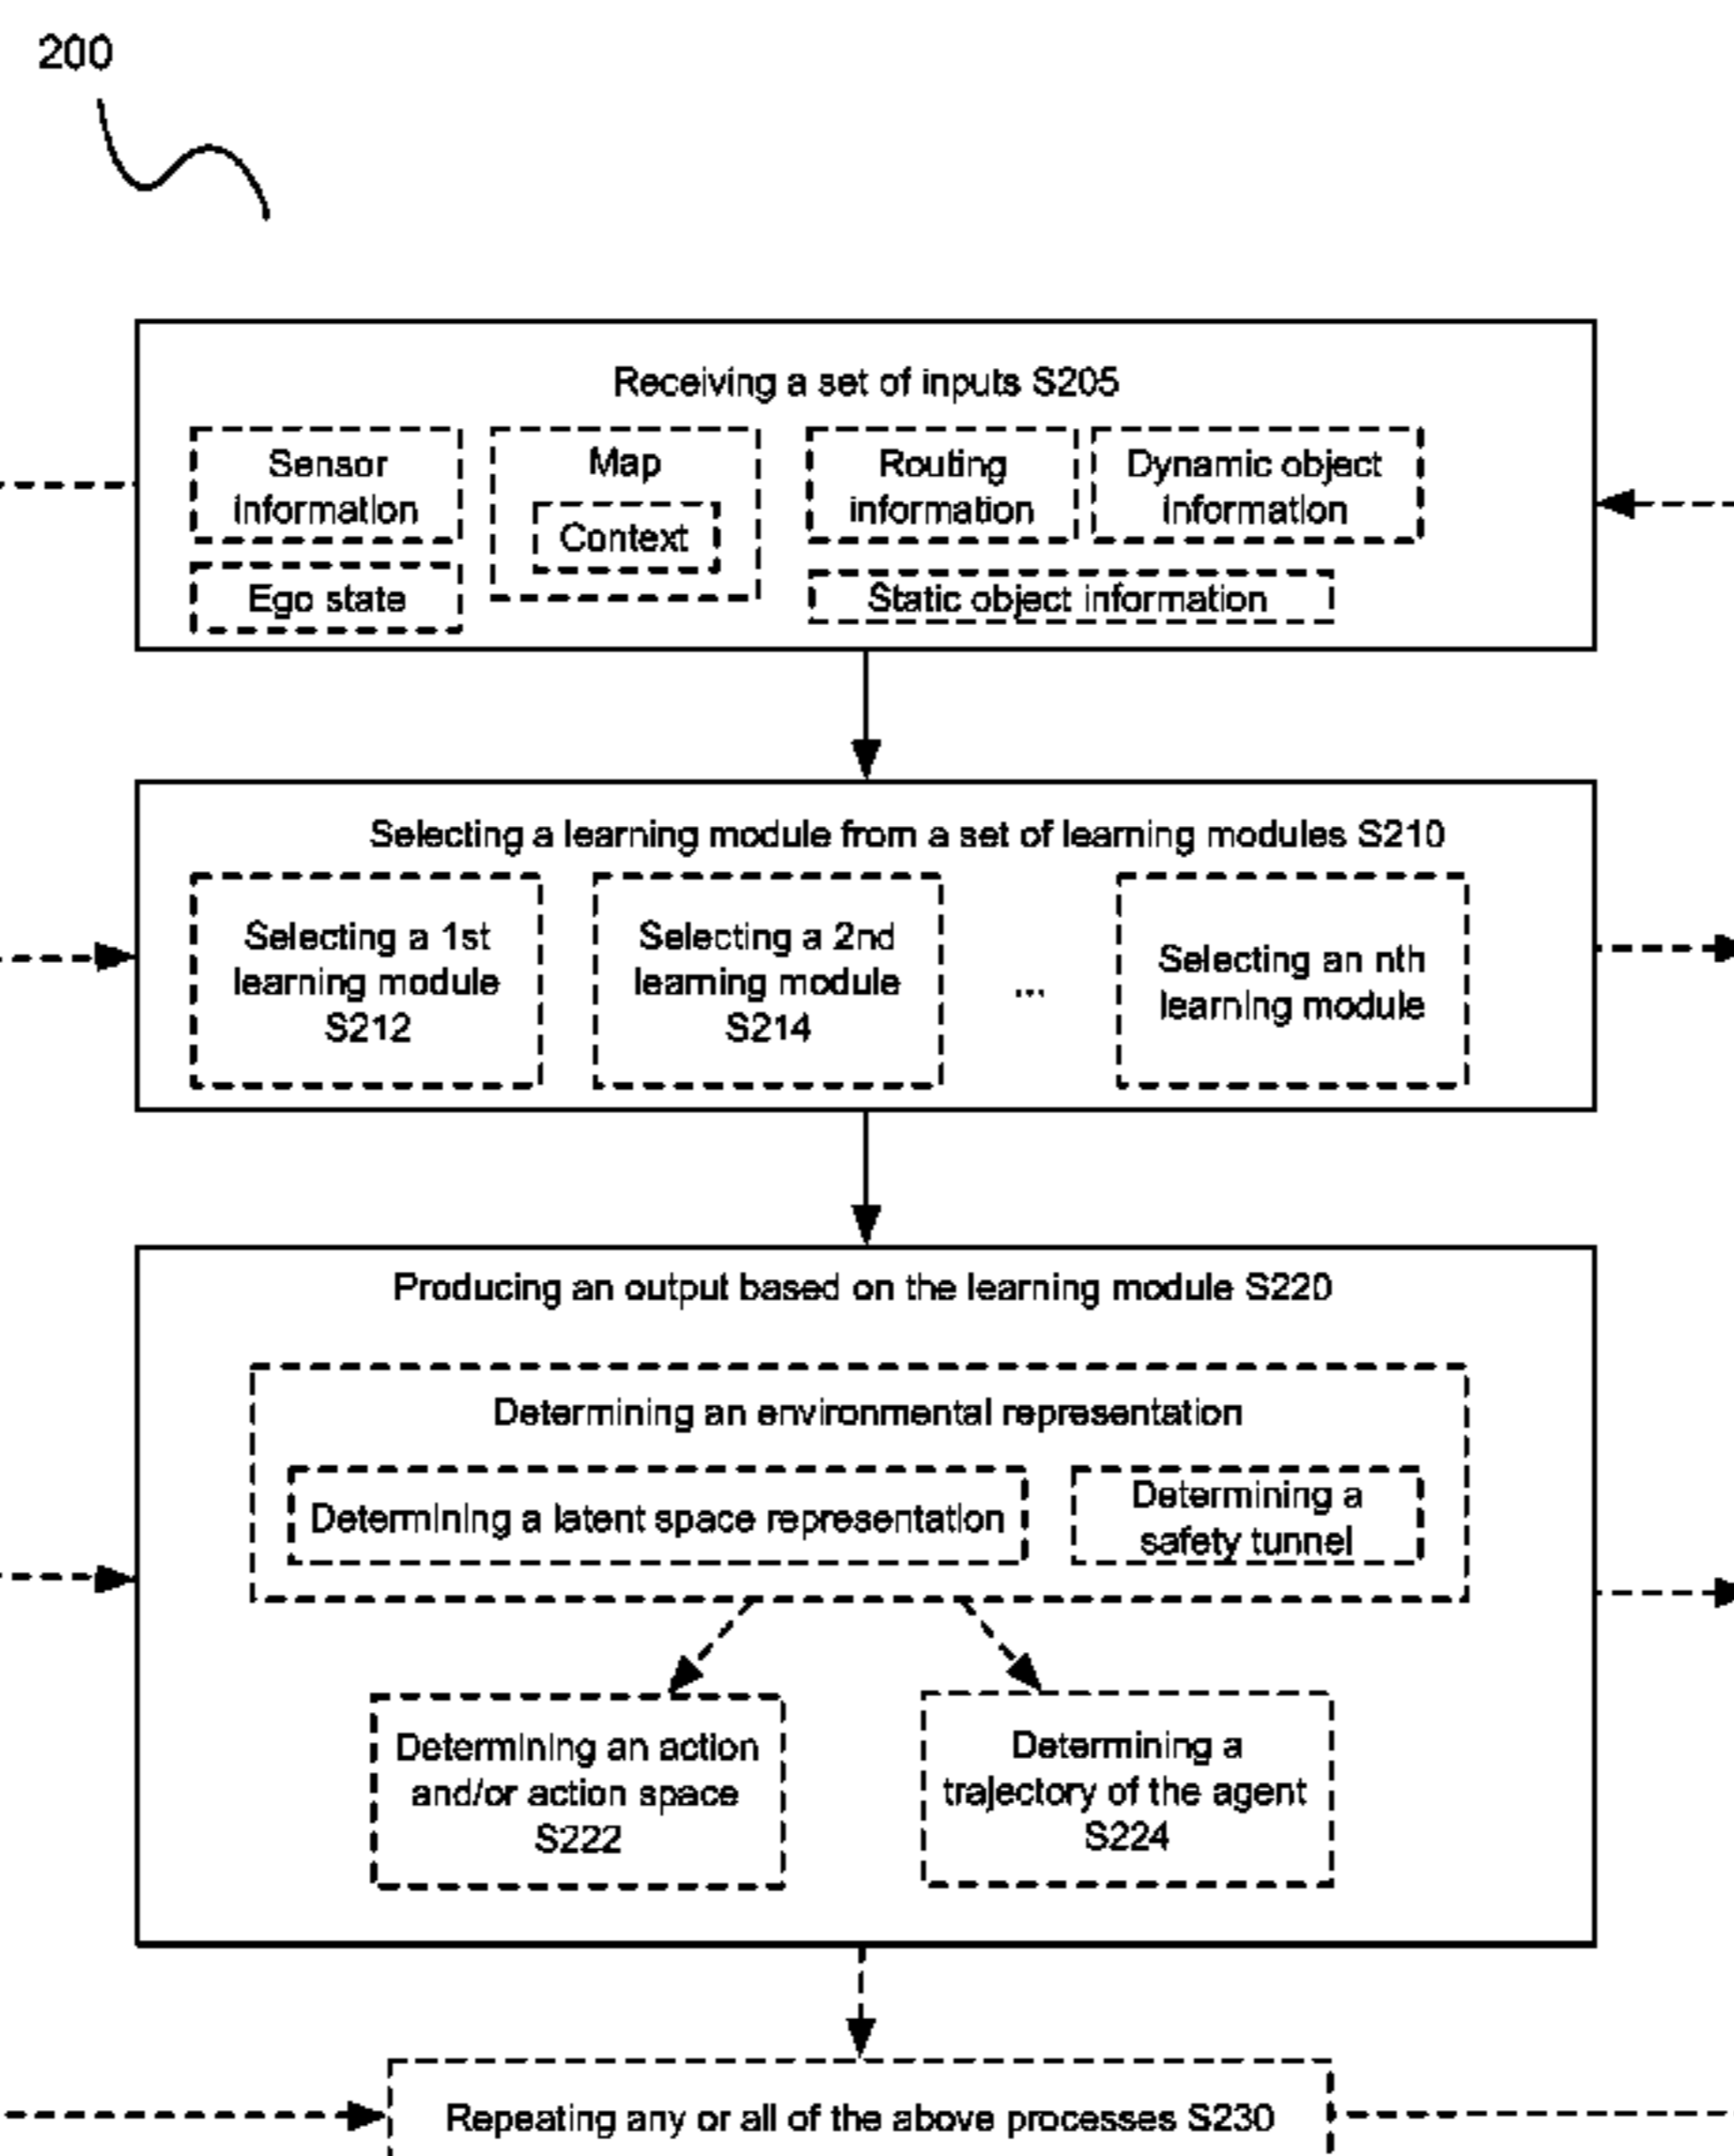 200
Receiving a set of inputs S205
Sensor
information
Map
Context
Routing
information
Dynamic object
information
Ego state
Static object information
Selecting a learning module from a set of learning modules S210
Selecting a 1st
learning module
S212
Selecting a 2nd
learning module
S214
...
Selecting an nth
learning module
Producing an output based on the learning module S220
Determining an environmental representation
Determining a latent space representation
Determining a
safety tunnel
Determining an action
and/or action space
S222
Determining a
trajectory of the agent
S224
Repeating any or all of the above processes S230